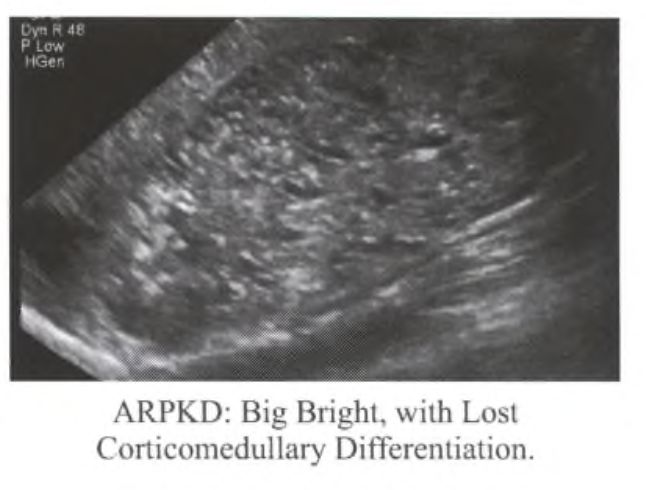 Dyn R 48
P Low
HGen
ARPKD: Big Bright, with Lost
Corticomedullary Differentiation.